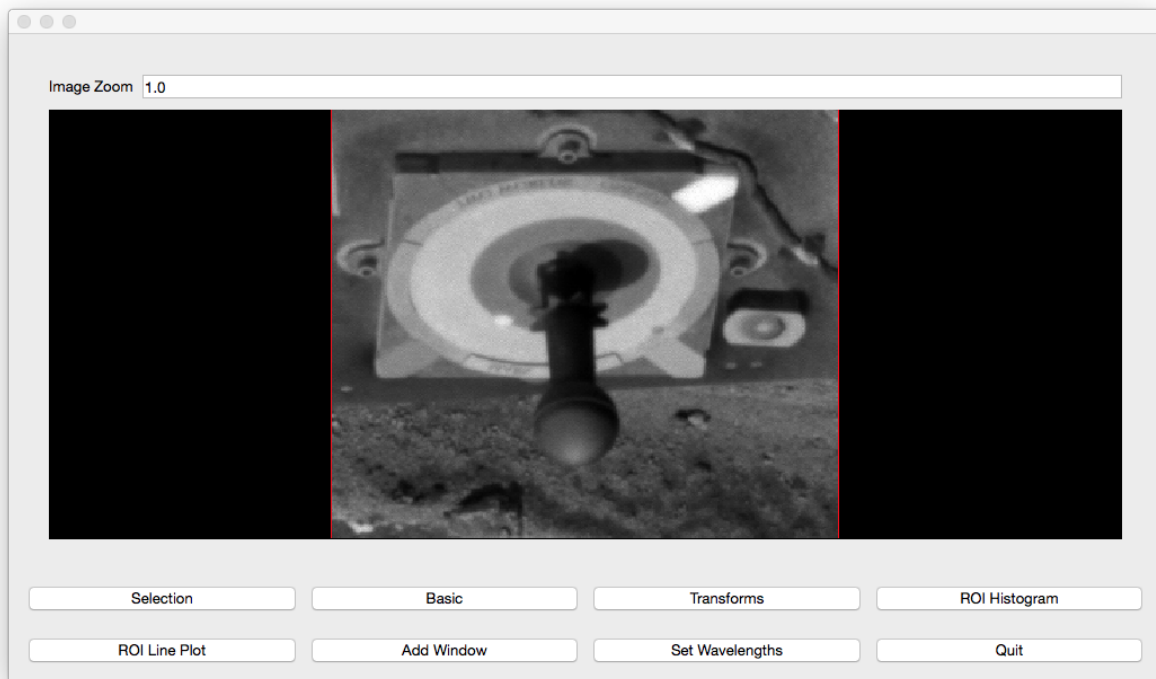 Image Zoom 1.0
Selection Basic Transforms ROI Histogram
ROI Line Plot Add Window Set Wavelengths Quit